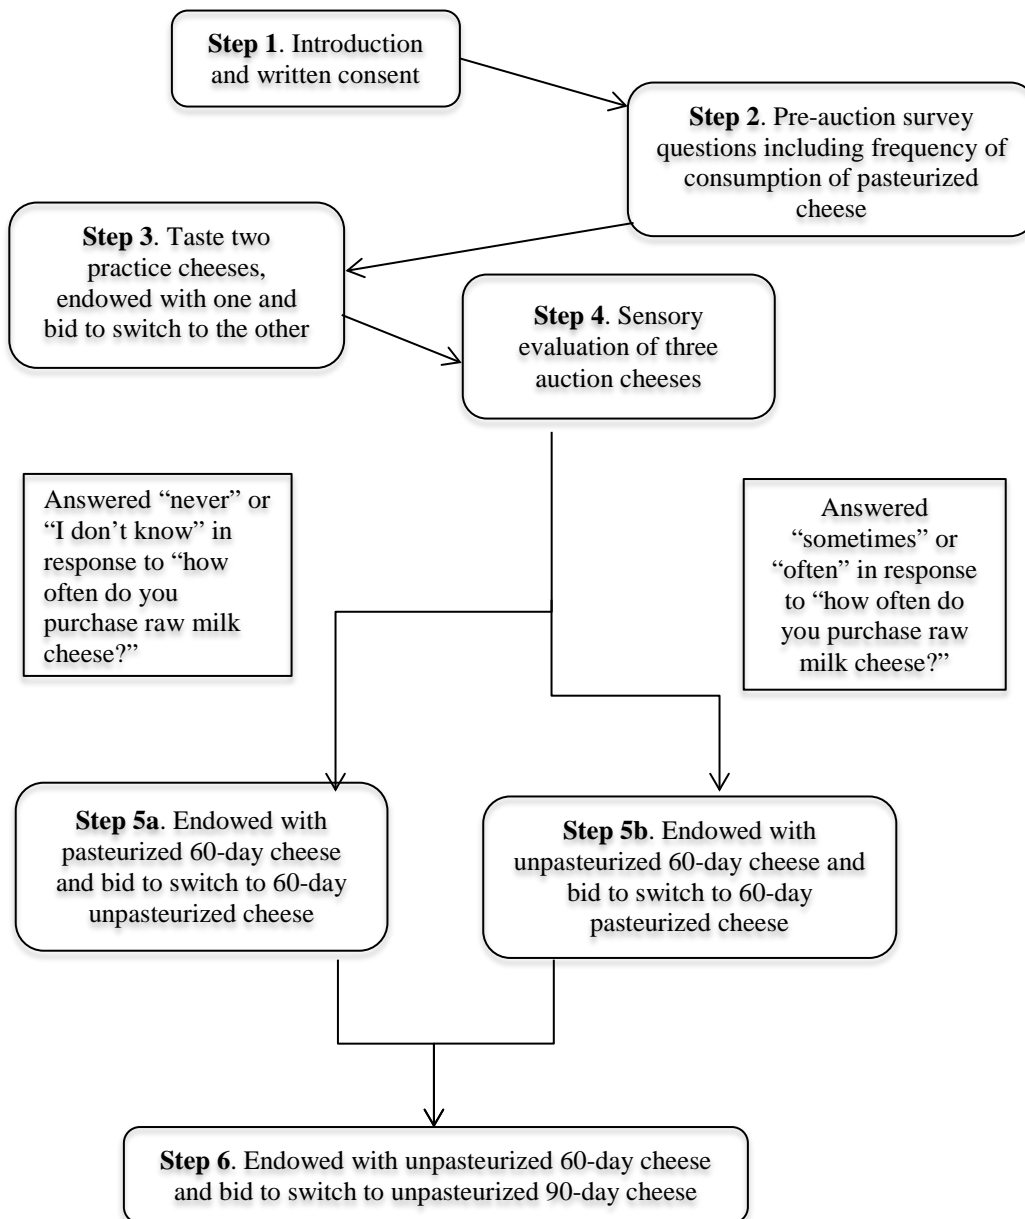 Step 1. Introduction
and written consent
Step 2. Pre-auction survey
questions including frequency of
consumption of pasteurized
cheese
Step 3. Taste two
practice cheeses,
endowed with one and
bid to switch to the other
Step 4. Sensory
evaluation of three
auction cheeses
Answered “never” or
“I don’t know” in
response to “how
often do you
purchase raw milk
cheese?”
Answered
“sometimes” or
“often” in response
to “how often do
you purchase raw
milk cheese?”
Step 5a. Endowed with
pasteurized 60-day cheese
and bid to switch to 60-day
unpasteurized cheese
Step 5b. Endowed with
unpasteurized 60-day cheese and
bid to switch to 60-day
pasteurized cheese
Step 6. Endowed with unpasteurized 60-day cheese
and bid to switch to unpasteurized 90-day cheese